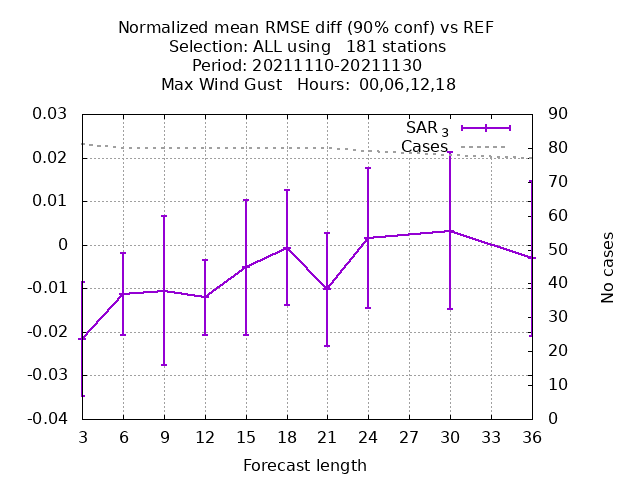 Normalized mean RMSE diff (90% conf) vs REF
Selection: ALL using   181 stations
Period: 20211110-20211130
Max Wind Gust   Hours:  00,06,12,18
0.03
0.02
0.01
0
-0.01
-0.02
-0.03
-0.04
SAR 3
Cases
90
80
70
60
50
40
30
20
10
0
No cases
3 6 9 12 15 18 21 24 27 30 33 36
Forecast length